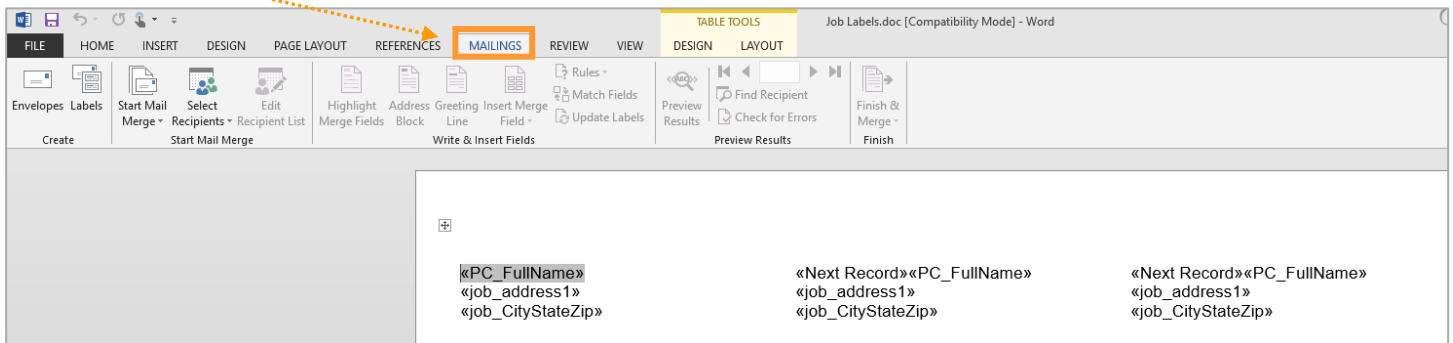 TABLE TOOLS Job Labels.doc [Compatibility Mode] - Word
FILE HOME INSERT DESIGN PAGE LAYOUT REFERENCES MAILINGS REVIEW VIEW DESIGN LAYOUT
Envelopes Labels
Create
Start Mail
Merge
Select
Recipients
Edit
Recipient List
Start Mail Merge
Highlight
Merge Fields
Address
Block
Greeting
Line
Insert Merge
Field
Rules
Match Fields
Update Labels
Write & Insert Fields
«ABC»
Preview
Results
Find Recipient
Check for Errors
Preview Results
Finish &
Merge
Finish
«PC_FullName» «Next Record»«PC_FullName» «Next Record»«PC_FullName»
«job_address1» «job_address1» «job_address1»
«job_CityStateZip» «job_CityStateZip» «job_CityStateZip»